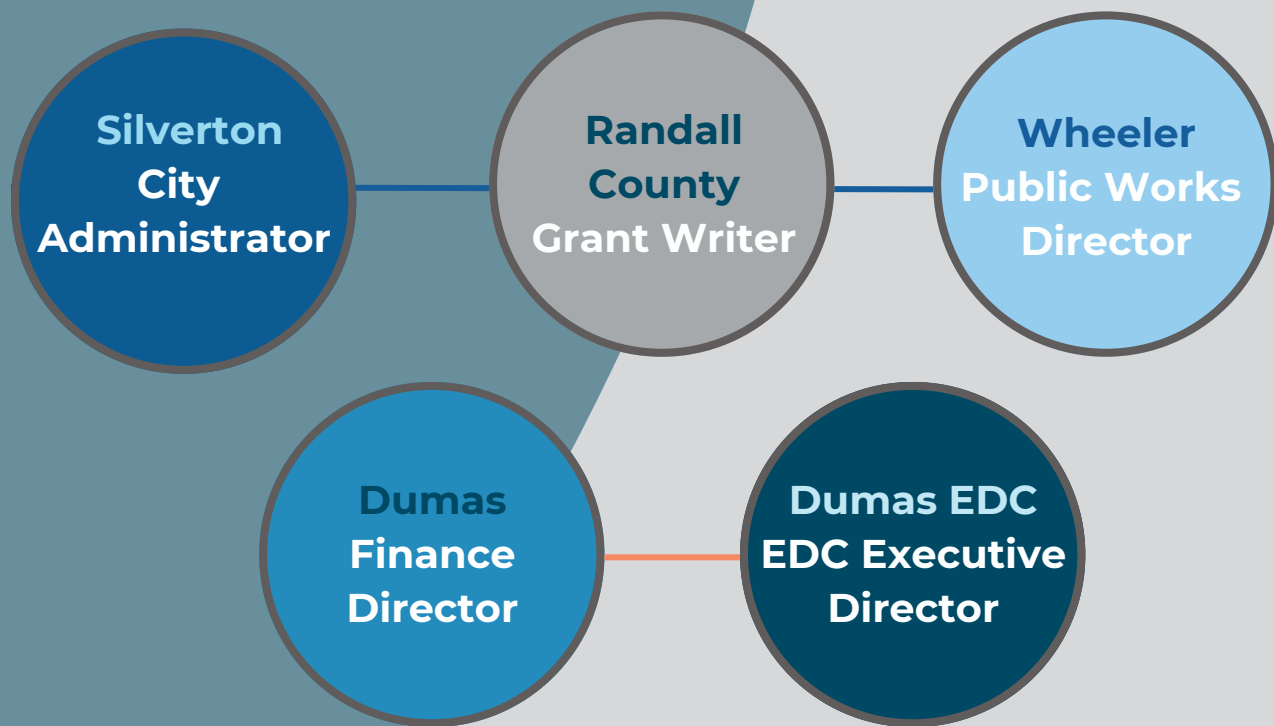 Silverton
City
Administrator
Randall
County
Grant Writer
Wheeler
Public Works
Director
Dumas
Finance
Director
Dumas EDC
EDC Executive
Director